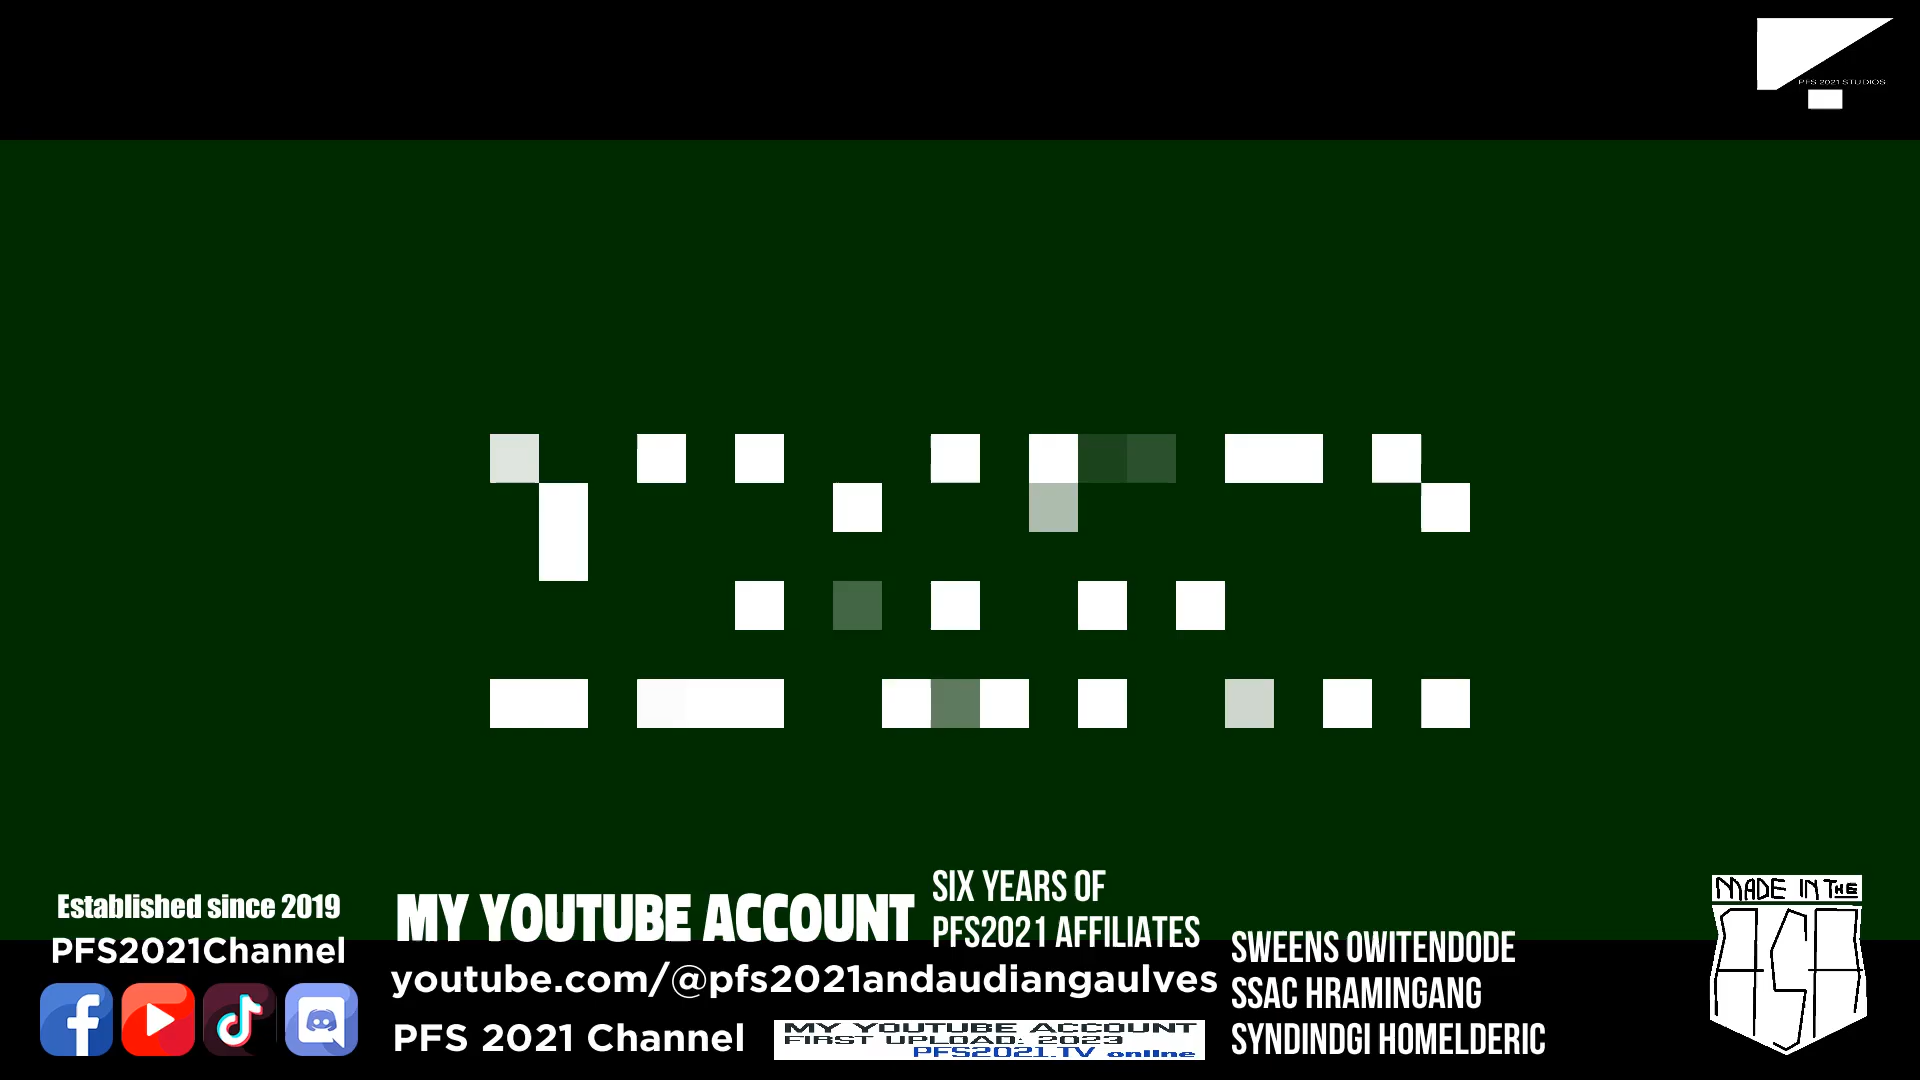 PFS 2021 STUDIOS
Established since 2019
PFS2021Channel
MY YOUTUBE ACCOUNT
SIX YEARS OF
PFS2021 AFFILIATES
youtube.com/@pfs2021andaudiangaulves
PFS 2021 Channel
MY YOUTUBE ACCOUNT
FIRST UPLOAD: 2023
PFS2021.TV online
SWEENS OWITENDODE
SSAC HRAMINGANG
SYNDINDGI HOMELDERIC
MADE IN THE
ASA